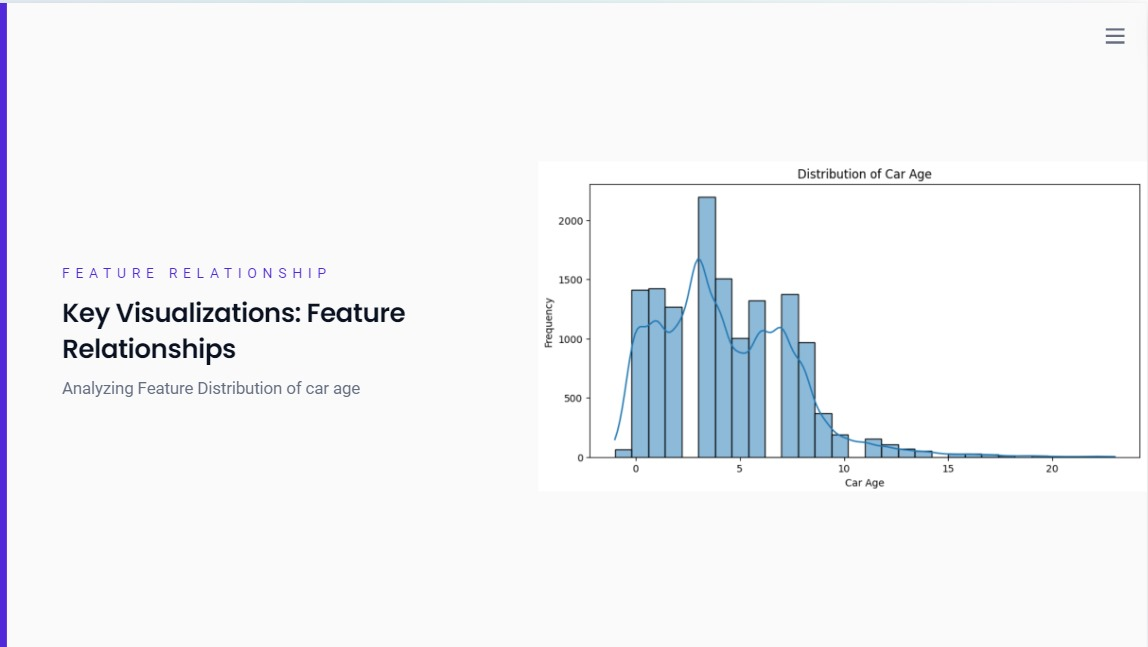 FEATURE RELATIONSHIP
Key Visualizations: Feature
Relationships
Analyzing Feature Distribution of car age
Distribution of Car Age
Frequency
2000
1500
1000
500
0
0 5 10 15 20
Car Age